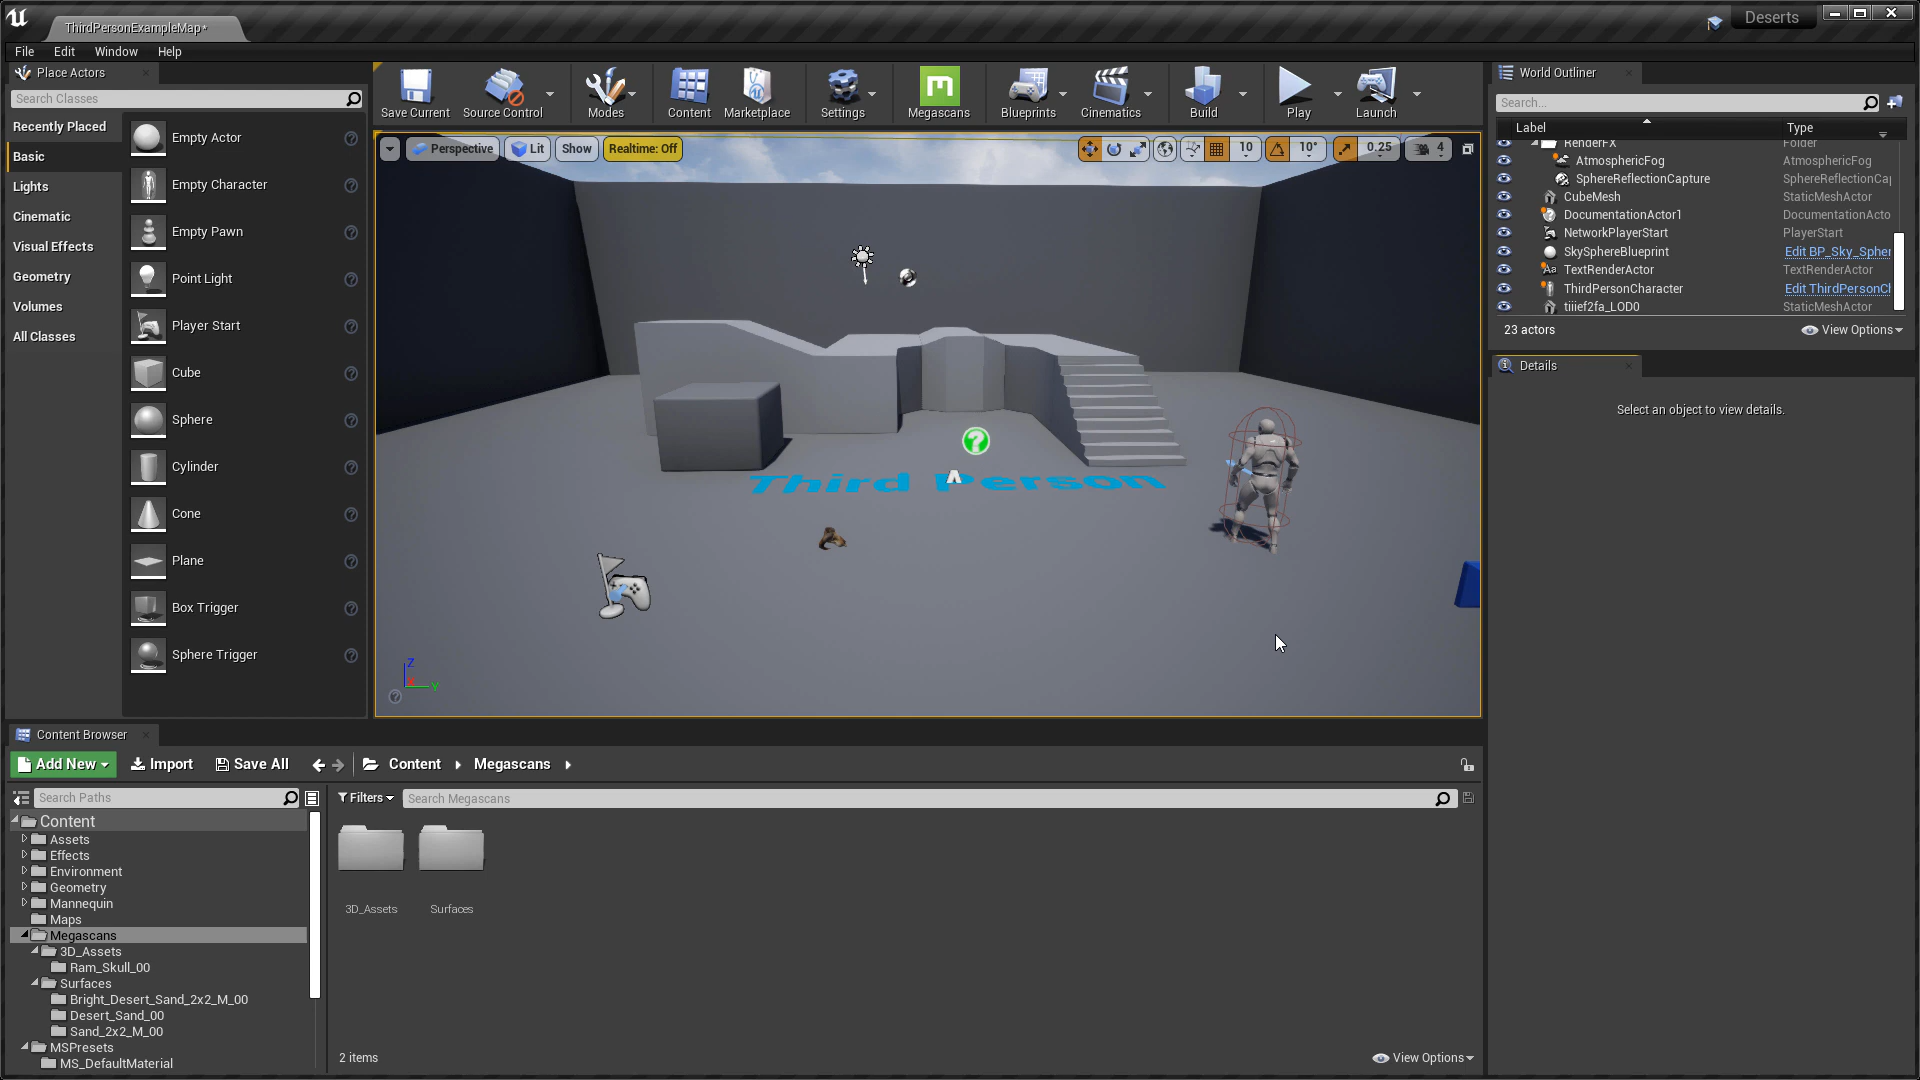 ThirdPersonExampleMap*
Deserts
File Edit Window Help
Place Actors
Search Classes
Recently Placed
Basic
Lights
Cinematic
Visual Effects
Geometry
Volumes
All Classes
Empty Actor
Empty Character
Empty Pawn
Point Light
Player Start
Cube
Sphere
Cylinder
Cone
Plane
Box Trigger
Sphere Trigger
Save Current
Source Control
Modes
Content
Marketplace
Settings
Megascans
Blueprints
Cinematics
Build
Play
Launch
Perspective
Lit
Show
Realtime: Off
10
10°
0.25
4
Third Person
Z
X
Y
World Outliner
Search...
Label Type
RenderFX Folder
AtmosphericFog AtmosphericFog
SphereReflectionCapture SphereReflectionCa
CubeMesh StaticMeshActor
DocumentationActor1 DocumentationActo
NetworkPlayerStart PlayerStart
SkySphereBlueprint Edit BP_Sky_Spher
TextRenderActor TextRenderActor
ThirdPersonCharacter Edit ThirdPersonCl
tiiief2fa_LOD0 StaticMeshActor
23 actors
View Options
Details
Select an object to view details.
Content Browser
Add New
Import
Save All
Content
Megascans
Search Paths
Content
Assets
Effects
Environment
Geometry
Mannequin
Maps
Megascans
3D_Assets
Ram_Skull_00
Surfaces
Bright_Desert_Sand_2x2_M_00
Desert_Sand_00
Sand_2x2_M_00
MSPresets
MS_DefaultMaterial
Filters
Search Megascans
3D_Assets
Surfaces
2 items
View Options